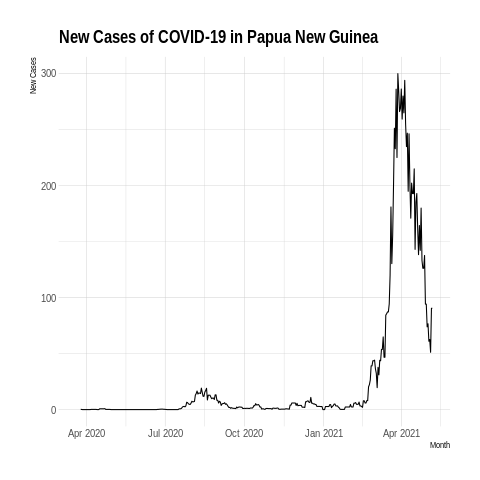 New Cases of COVID-19 in Papua New Guinea
New Cases
300
200
100
0
Apr 2020 Jul 2020 Oct 2020 Jan 2021 Apr 2021
Month